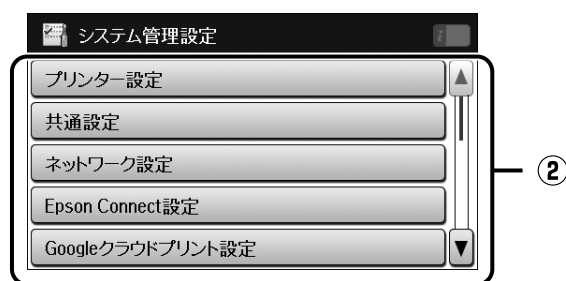 システム管理設定
プリンター設定
共通設定
ネットワーク設定
Epson Connect設定
Googleクラウドプリント設定
②